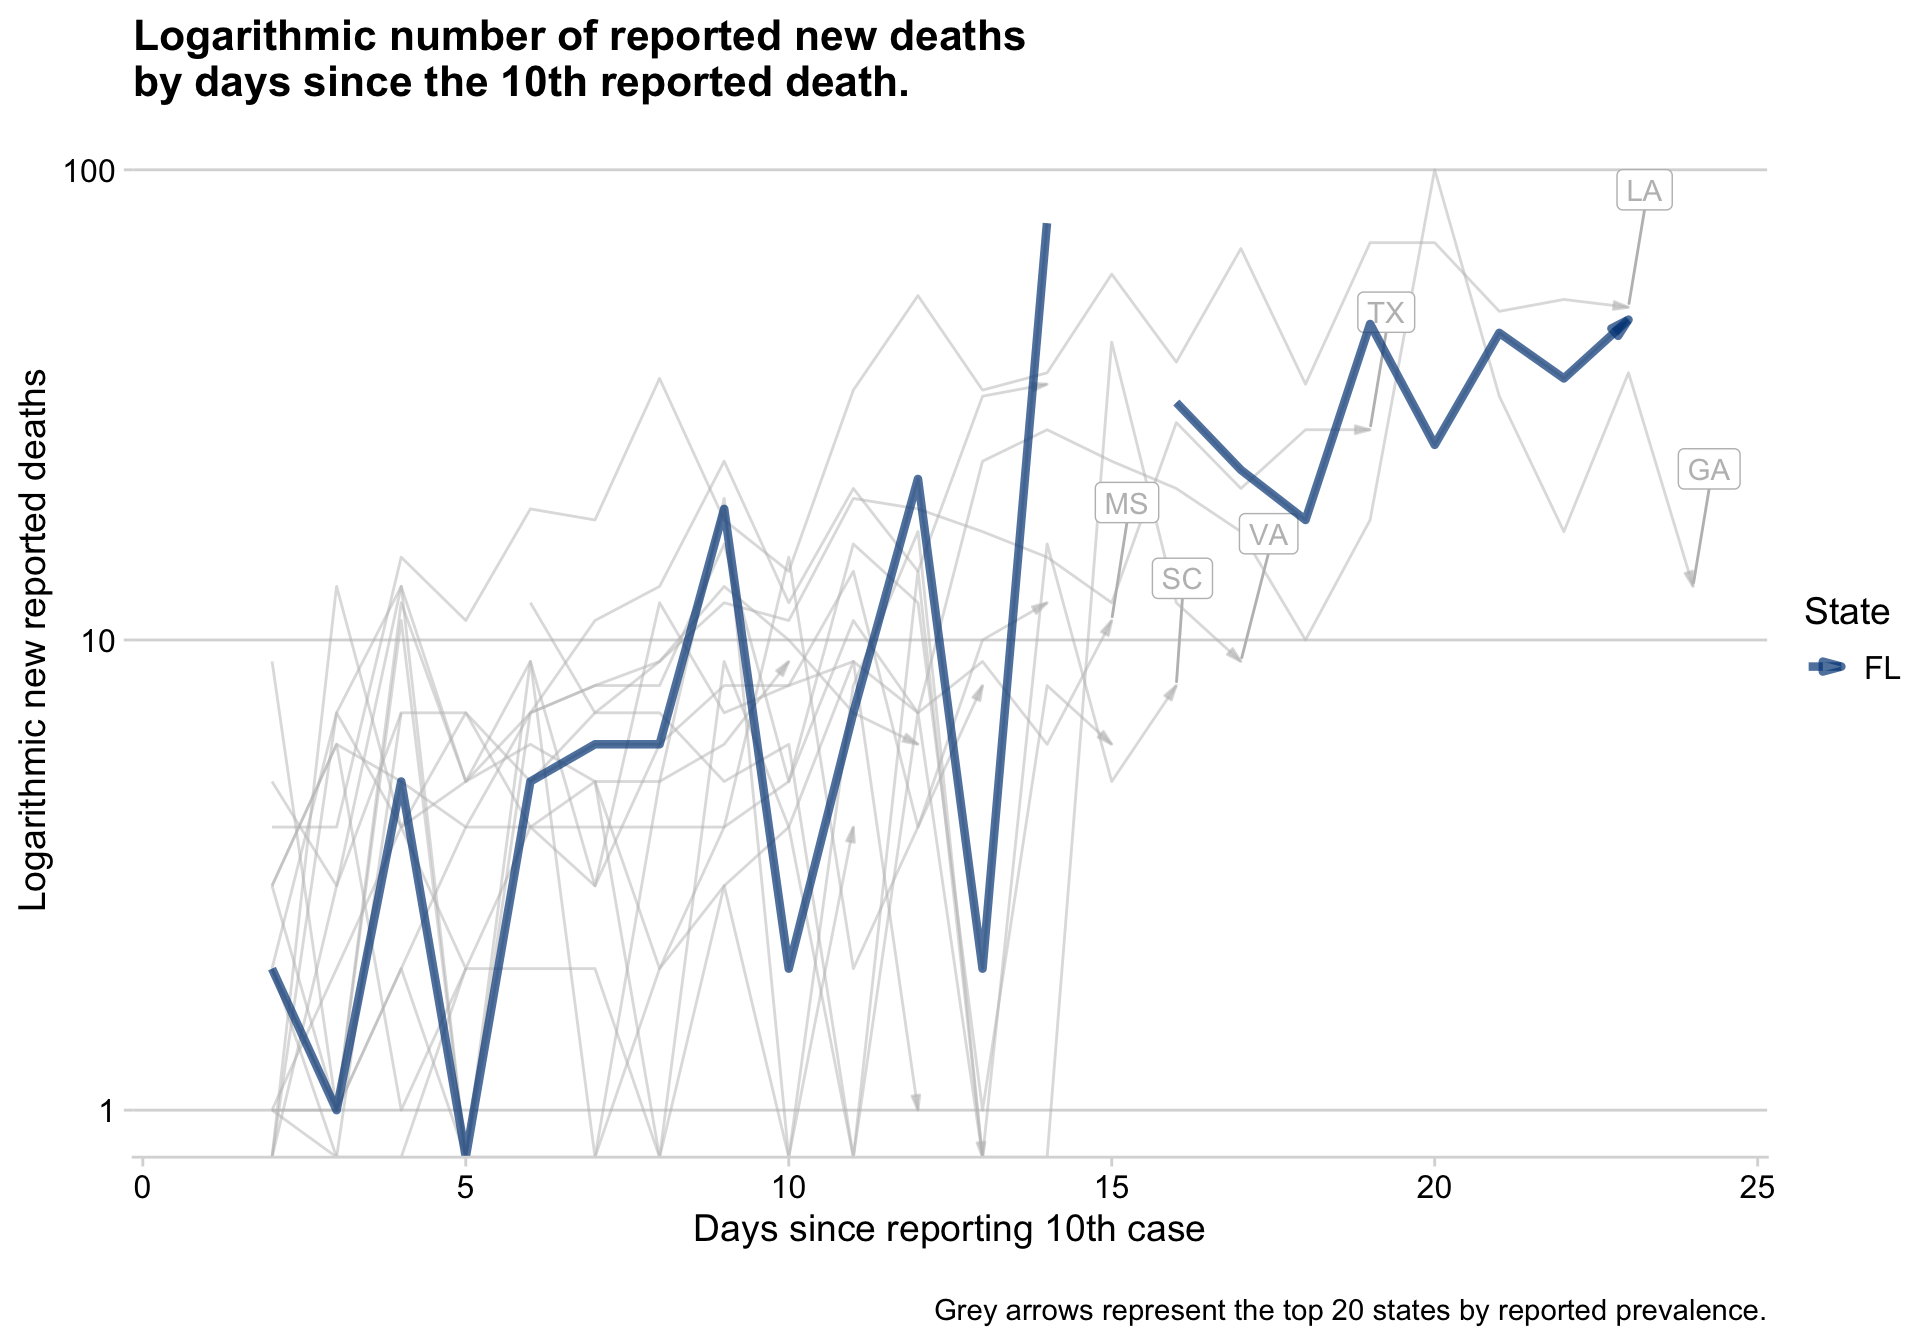 Logarithmic number of reported new deaths
by days since the 10th reported death.
100
10
1
Logarithmic new reported deaths
LA
TX
GA
MS
VA
SC
State
FL
0 5 10 15 20 25
Days since reporting 10th case
Grey arrows represent the top 20 states by reported prevalence.